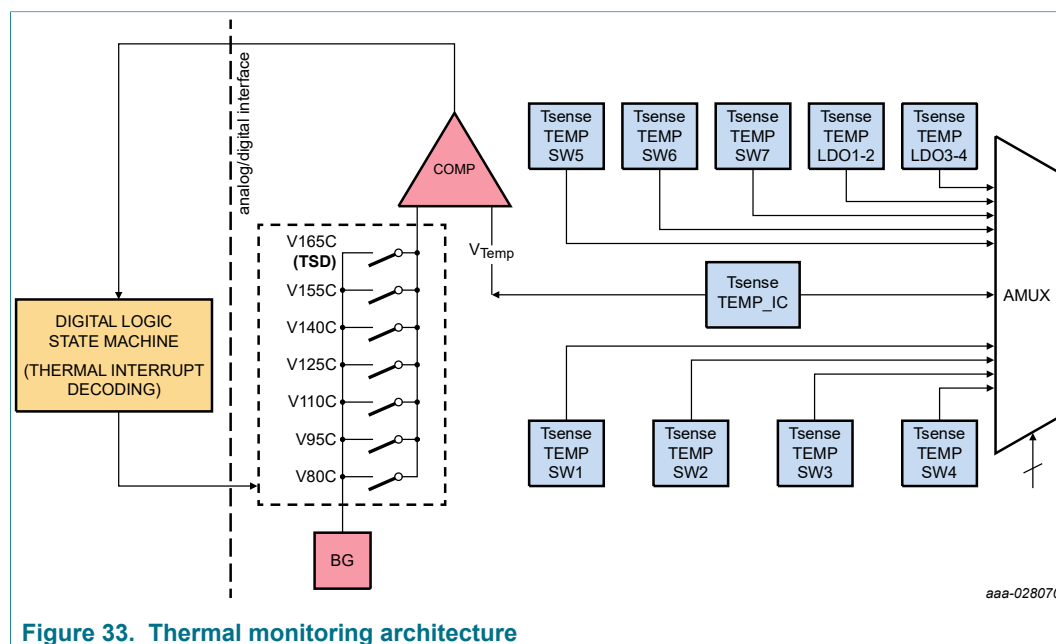 analog/digital interface
COMP
Tsense
TEMP
SW5
Tsense
TEMP
SW6
Tsense
TEMP
SW7
Tsense
TEMP
LDO1-2
Tsense
TEMP
LDO3-4
V165C
(TSD)
V155C
V140C
V125C
V110C
V95C
V80C
VTemp
Tsense
TEMP_IC
AMUX
DIGITAL LOGIC
STATE MACHINE
(THERMAL INTERRUPT
DECODING)
Tsense
TEMP
SW1
Tsense
TEMP
SW2
Tsense
TEMP
SW3
Tsense
TEMP
SW4
BG
aaa-028070
Figure 33. Thermal monitoring architecture